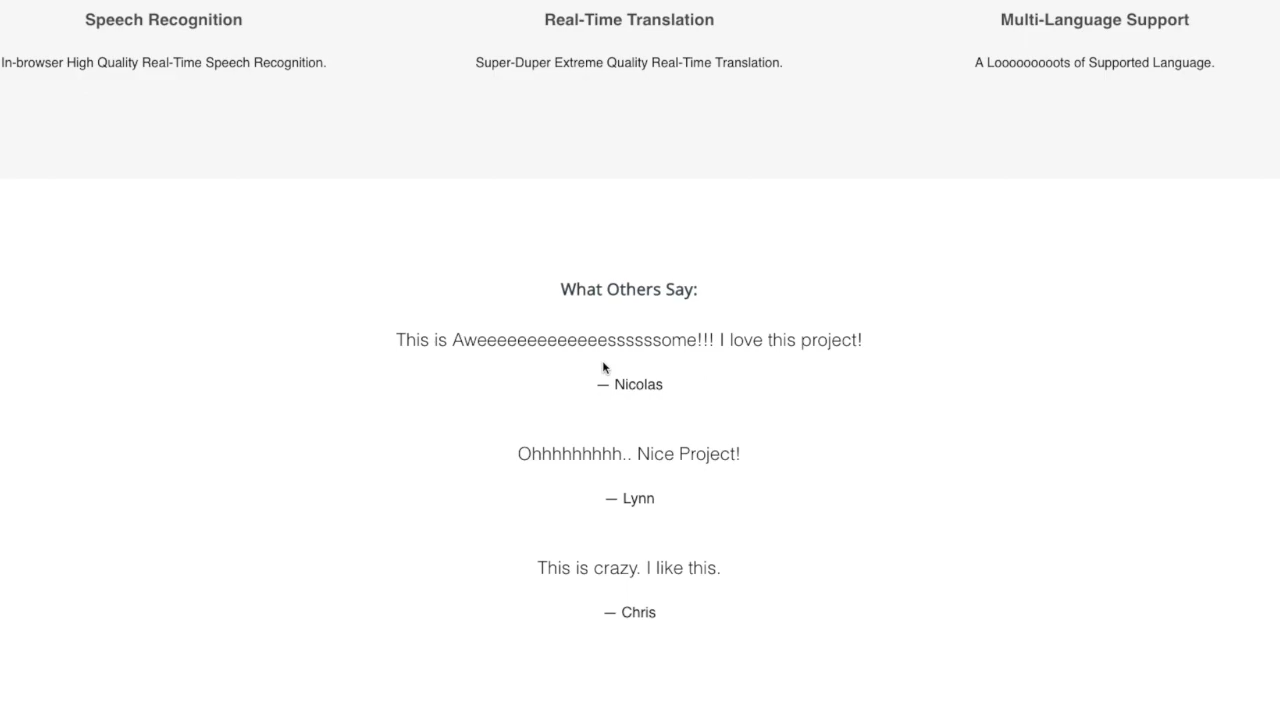 Speech Recognition
Real-Time Translation
Multi-Language Support
In-browser High Quality Real-Time Speech Recognition.
Super-Duper Extreme Quality Real-Time Translation.
A Looooooooots of Supported Language.
What Others Say:
This is Aweeeeeeeeeeeeessssssome!!! I love this project!
— Nicolas
Ohhhhhhhhh.. Nice Project!
— Lynn
This is crazy. I like this.
— Chris